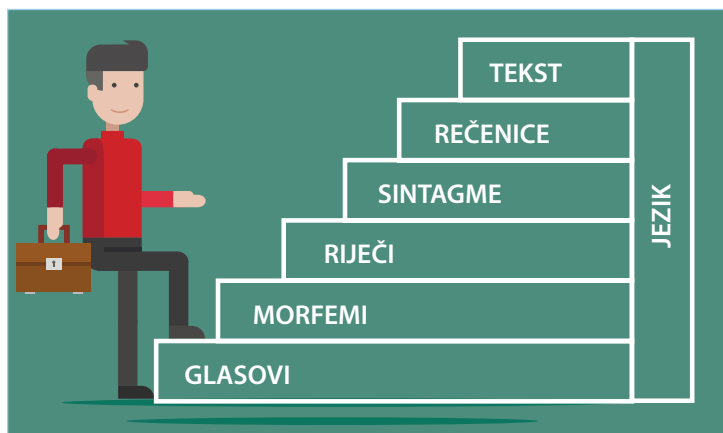 TEKST
REČENICE
SINTAGME
RIJEČI
MORFEMI
GLASOVI
JEZIK
1